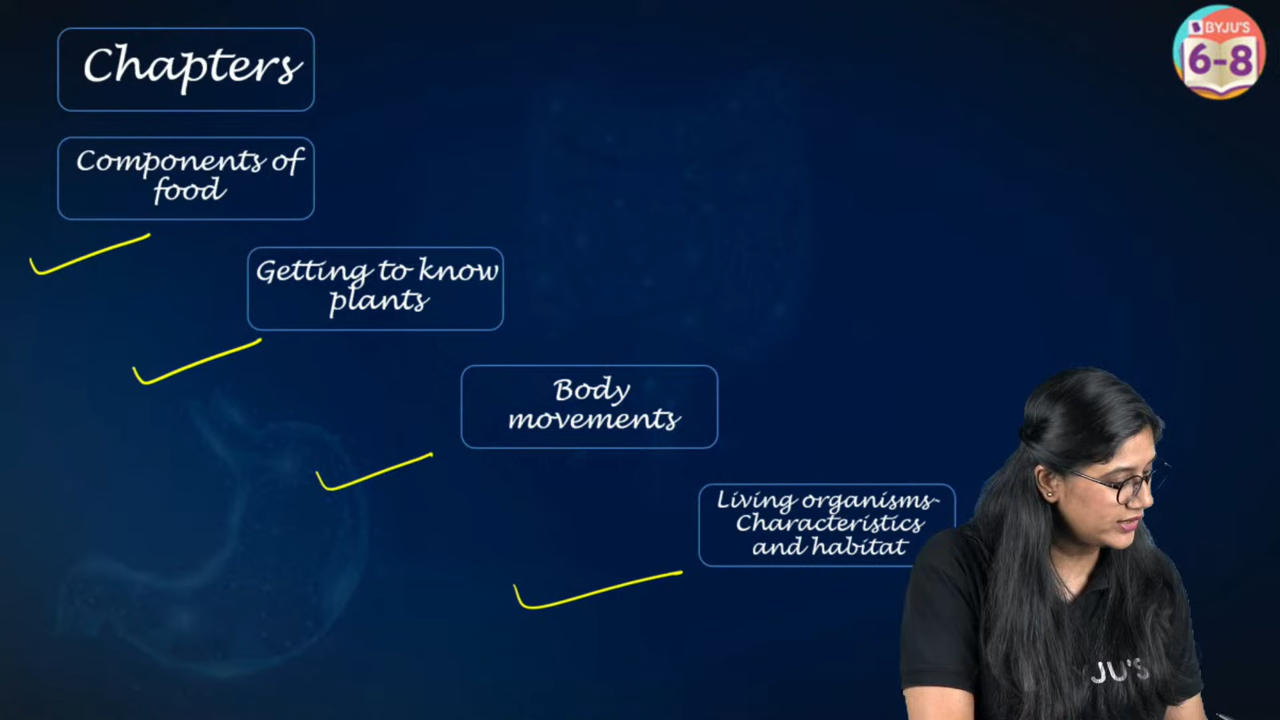 Chapters
BYJU'S
6-8
Components of
food
Getting to know
plants
Body
movements
Living organisms-
Characteristics
and habitat
JU'S